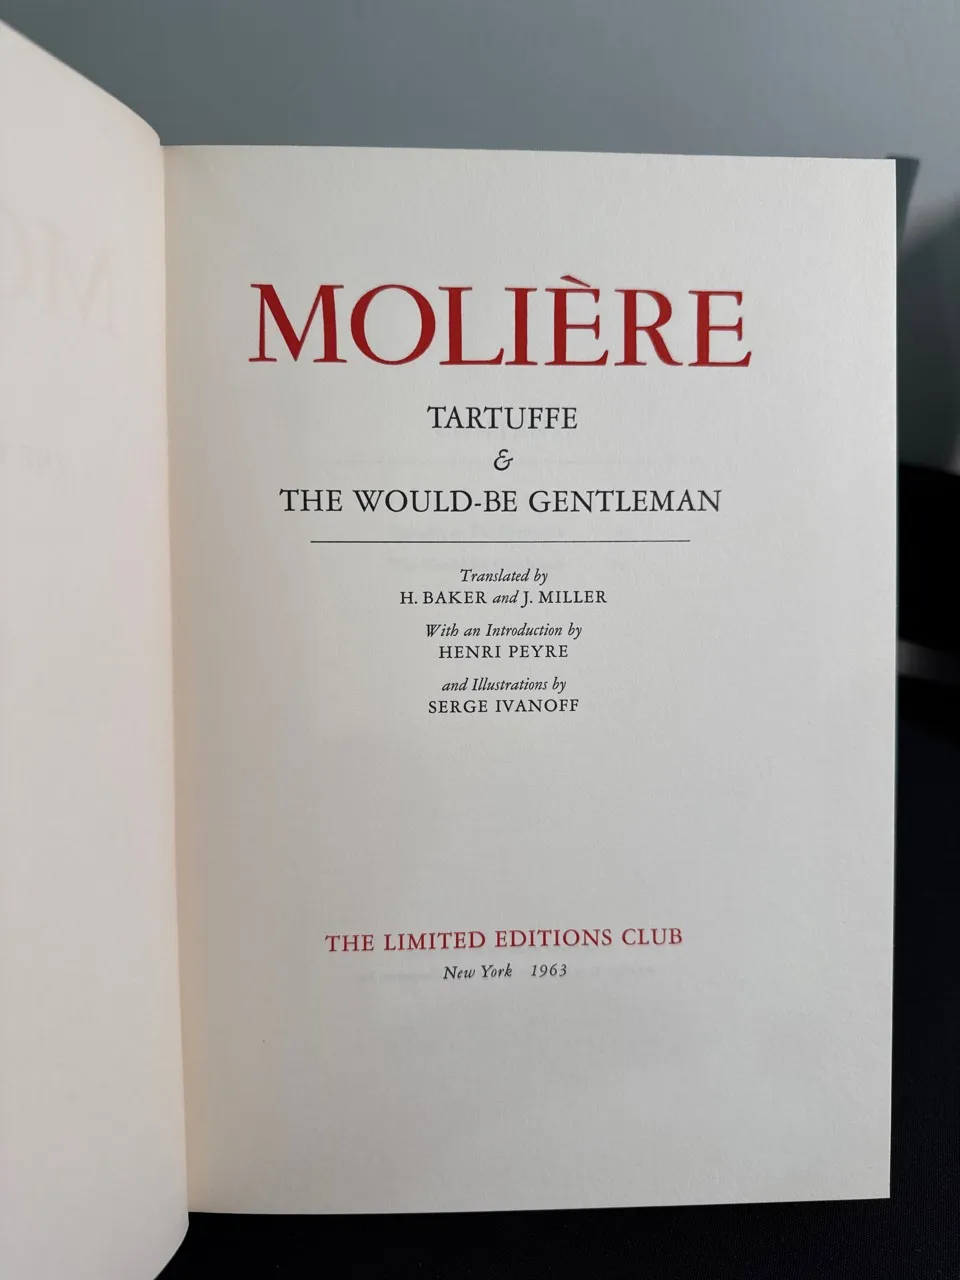 MOLIÈRE
TARTUFFE
&
THE WOULD-BE GENTLEMAN
Translated by
H. BAKER and J. MILLER
With an Introduction by
HENRI PEYRE
and Illustrations by
SERGE IVANOFF
THE LIMITED EDITIONS CLUB
New York 1963